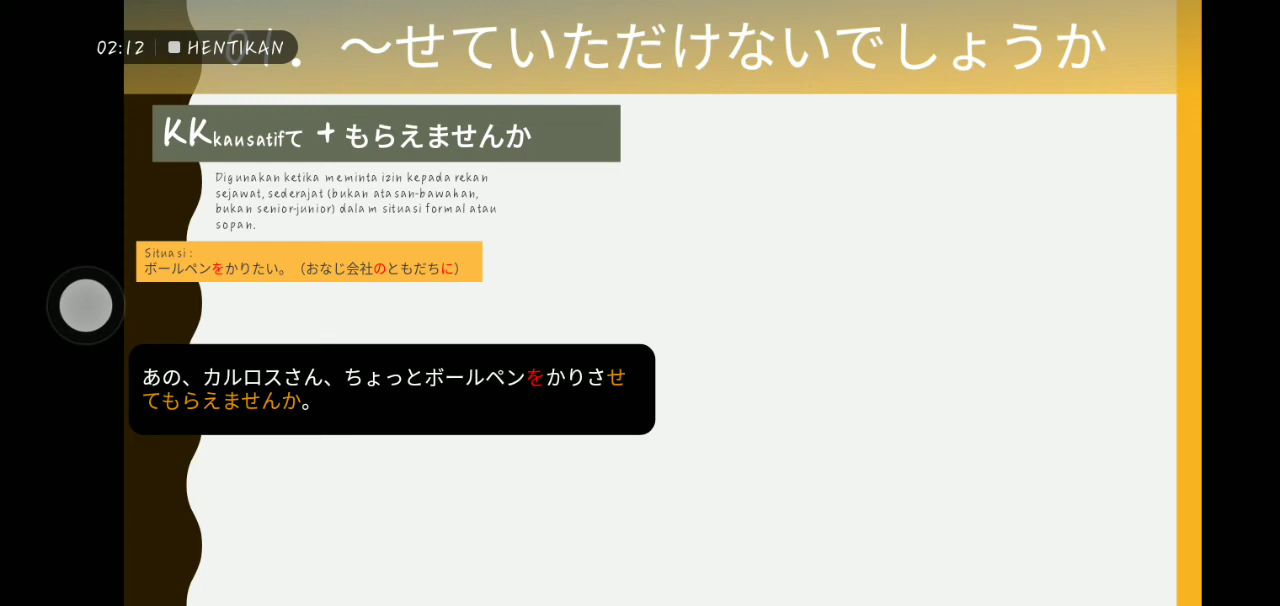 02:12 HENTIKAN
01. ～せていただけないでしょうか
KKkausatifて + もらえませんか
Digunakan ketika meminta izin kepada rekan
sejawat, sederajat (bukan atasan-bawahan,
bukan senior-junior) dalam situasi formal atau
sopan.
Situasi :
ボールペンをかりたい。（おなじ会社のともだちに）
あの、カルロスさん、ちょっとボールペンをかりさせ
てもらえませんか。